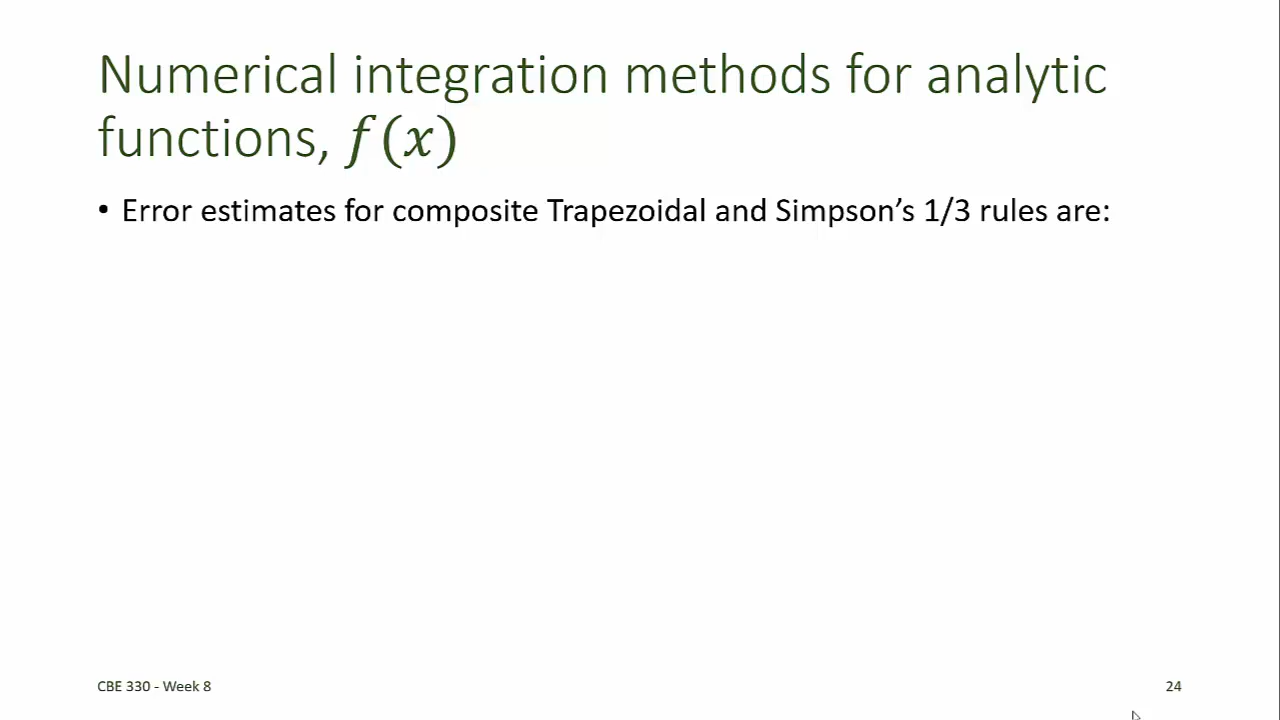 Numerical integration methods for analytic
functions, f(x)
• Error estimates for composite Trapezoidal and Simpson’s 1/3 rules are:
CBE 330 - Week 8
24